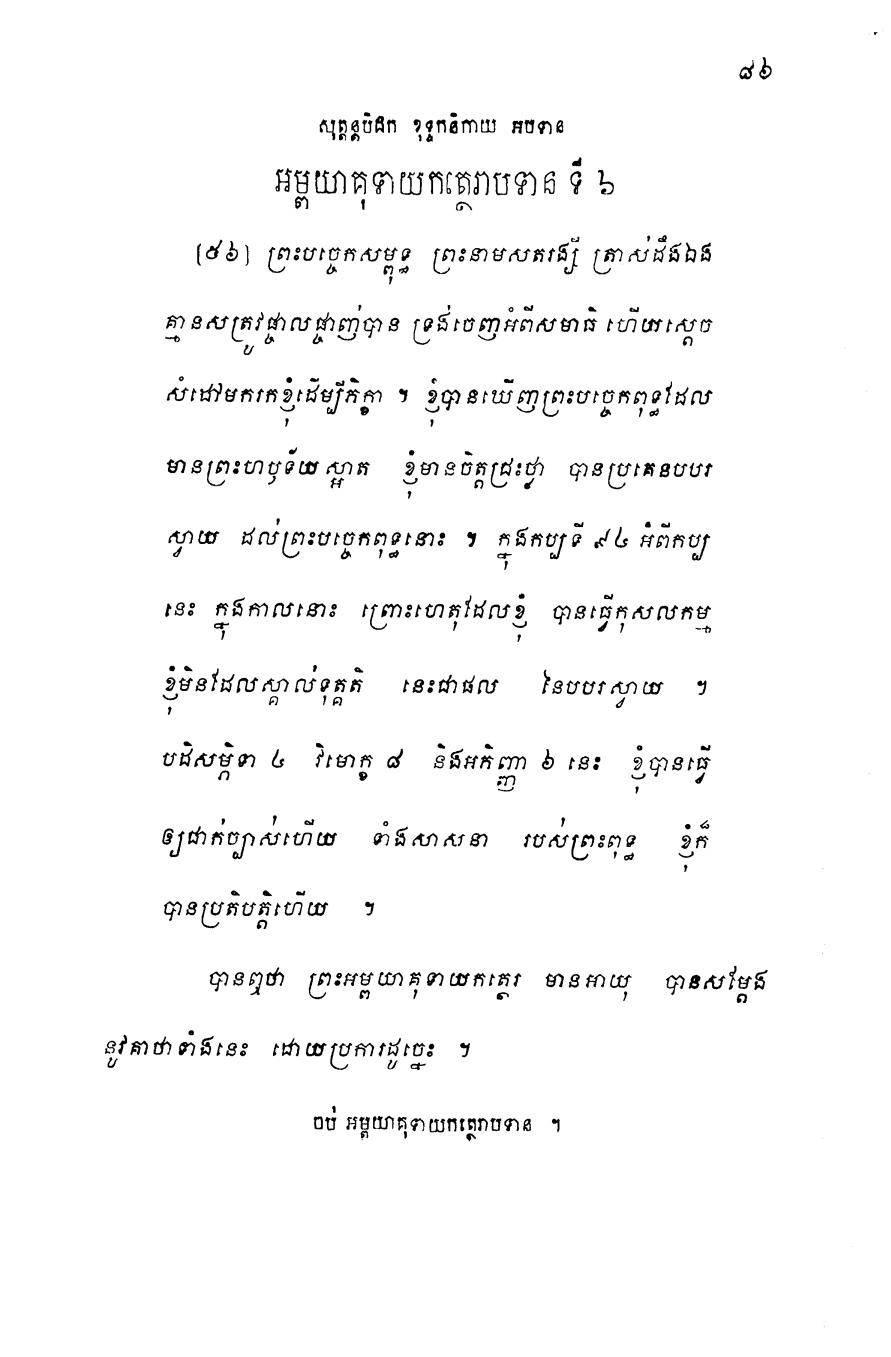 ៨៦
សុត្តន្តបិដក ខុទ្ទកនិកាយ អបទាន
អម្ពយាគុទាយកត្ថេរាបទាន ទី ៦
[៥៦] ព្រះបច្ចេកសម្ពុទ្ធ ព្រះនាមសតរង្សី ត្រាស់ដឹងឯង
គ្មានសត្រូវផ្ចាលផ្ចាញ់បាន ទ្រង់ចេញអំពីសមាធិ ហើយស្តេច
សំដៅមករកខ្ញុំដើម្បីភិក្ខា ។ ខ្ញុំបានឃើញព្រះបច្ចេកពុទ្ធដែល
មានព្រះហឫទ័យស្អាត ខ្ញុំមានចិត្តជ្រះថ្លា បានប្រគេនបបរ
ស្វាយ ដល់ព្រះបច្ចេកពុទ្ធនោះ ។ ក្នុងកប្បទី ៩៤ អំពីកប្ប
នេះ ក្នុងកាលនោះ ព្រោះហេតុដែលខ្ញុំ បានធ្វើកុសលកម្ម
ខ្ញុំមិនដែលស្គាល់ទុគ្គតិ នេះជាផល នៃបបរស្វាយ ។
បដិសម្ភិទា ៤ វិមោក្ខ ៨ និងអភិញ្ញា ៦ នេះ ខ្ញុំបានធ្វើ
ឲ្យជាក់ច្បាស់ហើយ ទាំងសាសនា របស់ព្រះពុទ្ធ ខ្ញុំក៏
បានប្រតិបត្តិហើយ ។
បានឮថា ព្រះអម្ពយាគុទាយកត្ថេរ មានអាយុ បានសម្តែង
នូវគាថាទាំងនេះ ដោយប្រការដូច្នេះ ។
ចប់ អម្ពយាគុទាយកត្ថេរាបទាន ។